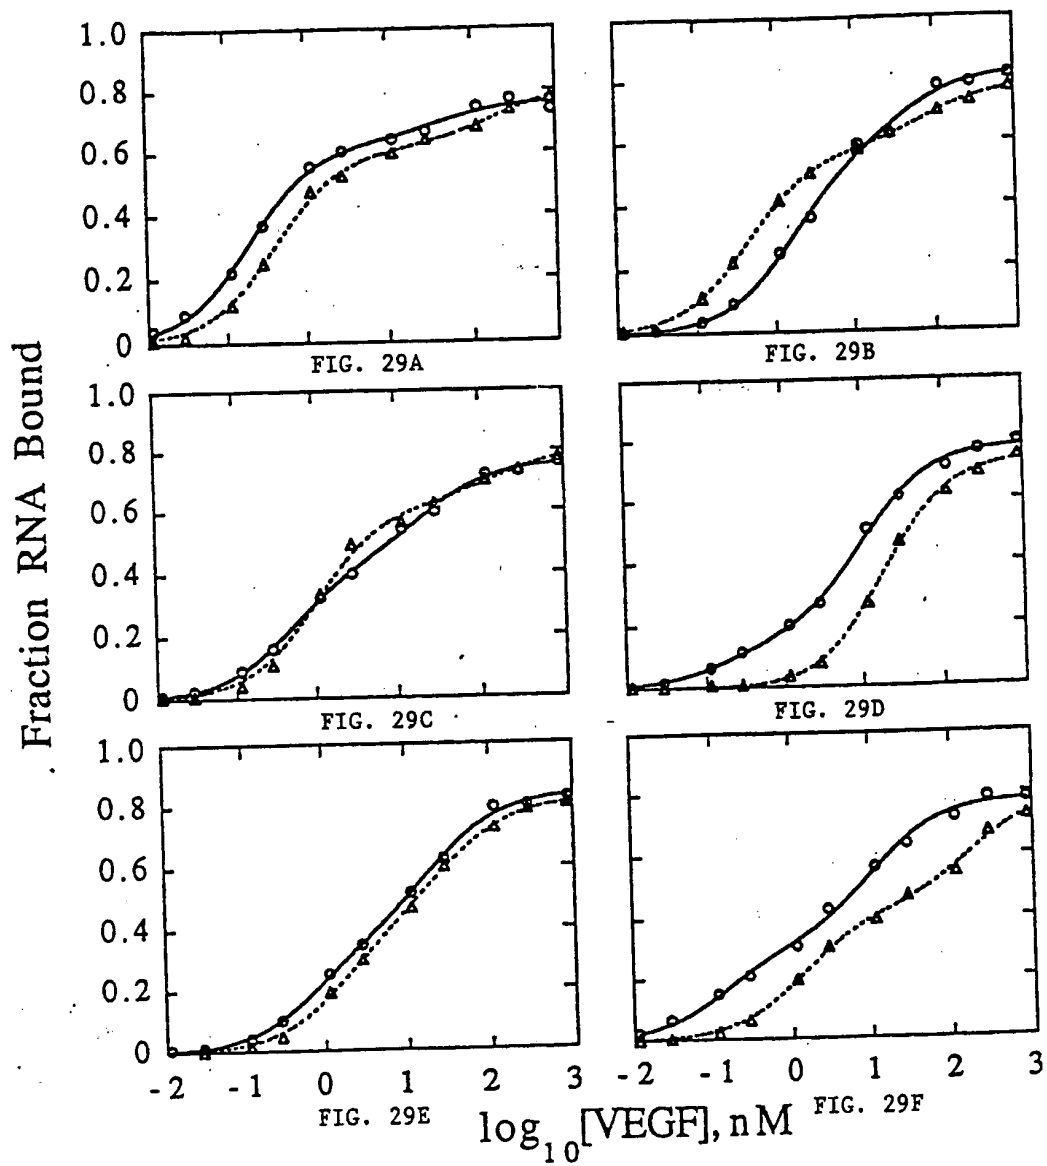 Fraction RNA Bound
1.0
0.8
0.6
0.4
0.2
0
FIG. 29A
FIG. 29B
1.0
0.8
0.6
0.4
0.2
0
FIG. 29C
FIG. 29D
1.0
0.8
0.6
0.4
0.2
0
-2 -1 0 1 2 3
-2 -1 0 1 2 3
FIG. 29E
FIG. 29F
log10[VEGF], nM